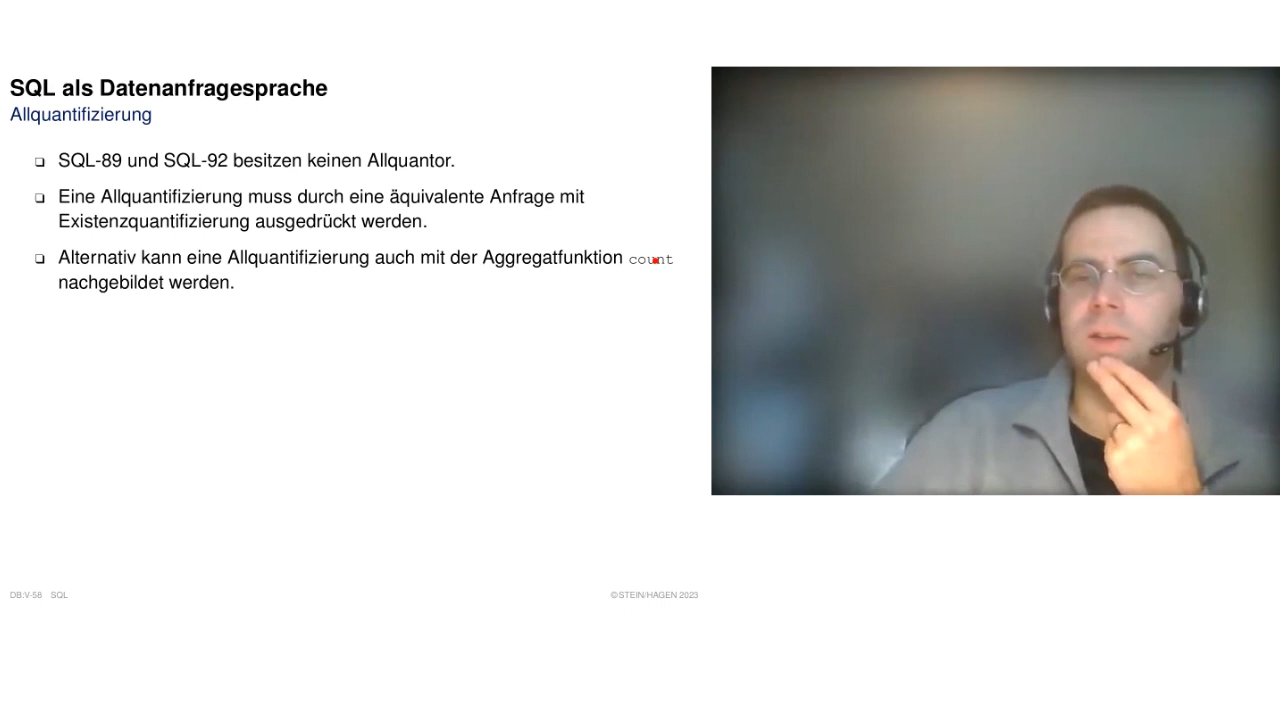 SQL als Datenanfragesprache
Allquantifizierung
❑ SQL-89 und SQL-92 besitzen keinen Allquantor.
❑ Eine Allquantifizierung muss durch eine äquivalente Anfrage mit
Existenzquantifizierung ausgedrückt werden.
❑ Alternativ kann eine Allquantifizierung auch mit der Aggregatfunktion count
nachgebildet werden.
DB:V-58 SQL
©STEIN/HAGEN 2023